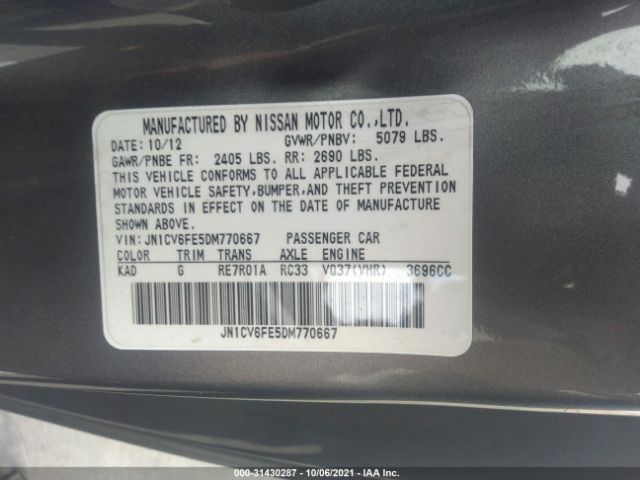 MANUFACTURED BY NISSAN MOTOR CO.,LTD.
DATE: 10/12 GVWR/PNBV: 5079 LBS.
GAWR/PNBE FR: 2405 LBS. RR: 2690 LBS.
THIS VEHICLE CONFORMS TO ALL APPLICABLE FEDERAL
MOTOR VEHICLE SAFETY,BUMPER,AND THEFT PREVENTION
STANDARDS IN EFFECT ON THE DATE OF MANUFACTURE
SHOWN ABOVE.
VIN: JN1CV6FE5DM770667 PASSENGER CAR
COLOR TRIM TRANS AXLE ENGINE
KAD G RE7R01A RC33 VQ37(VHR) 3696CC
JN1CV6FE5DM770667
000-31430287 - 10/06/2021 - IAA Inc.